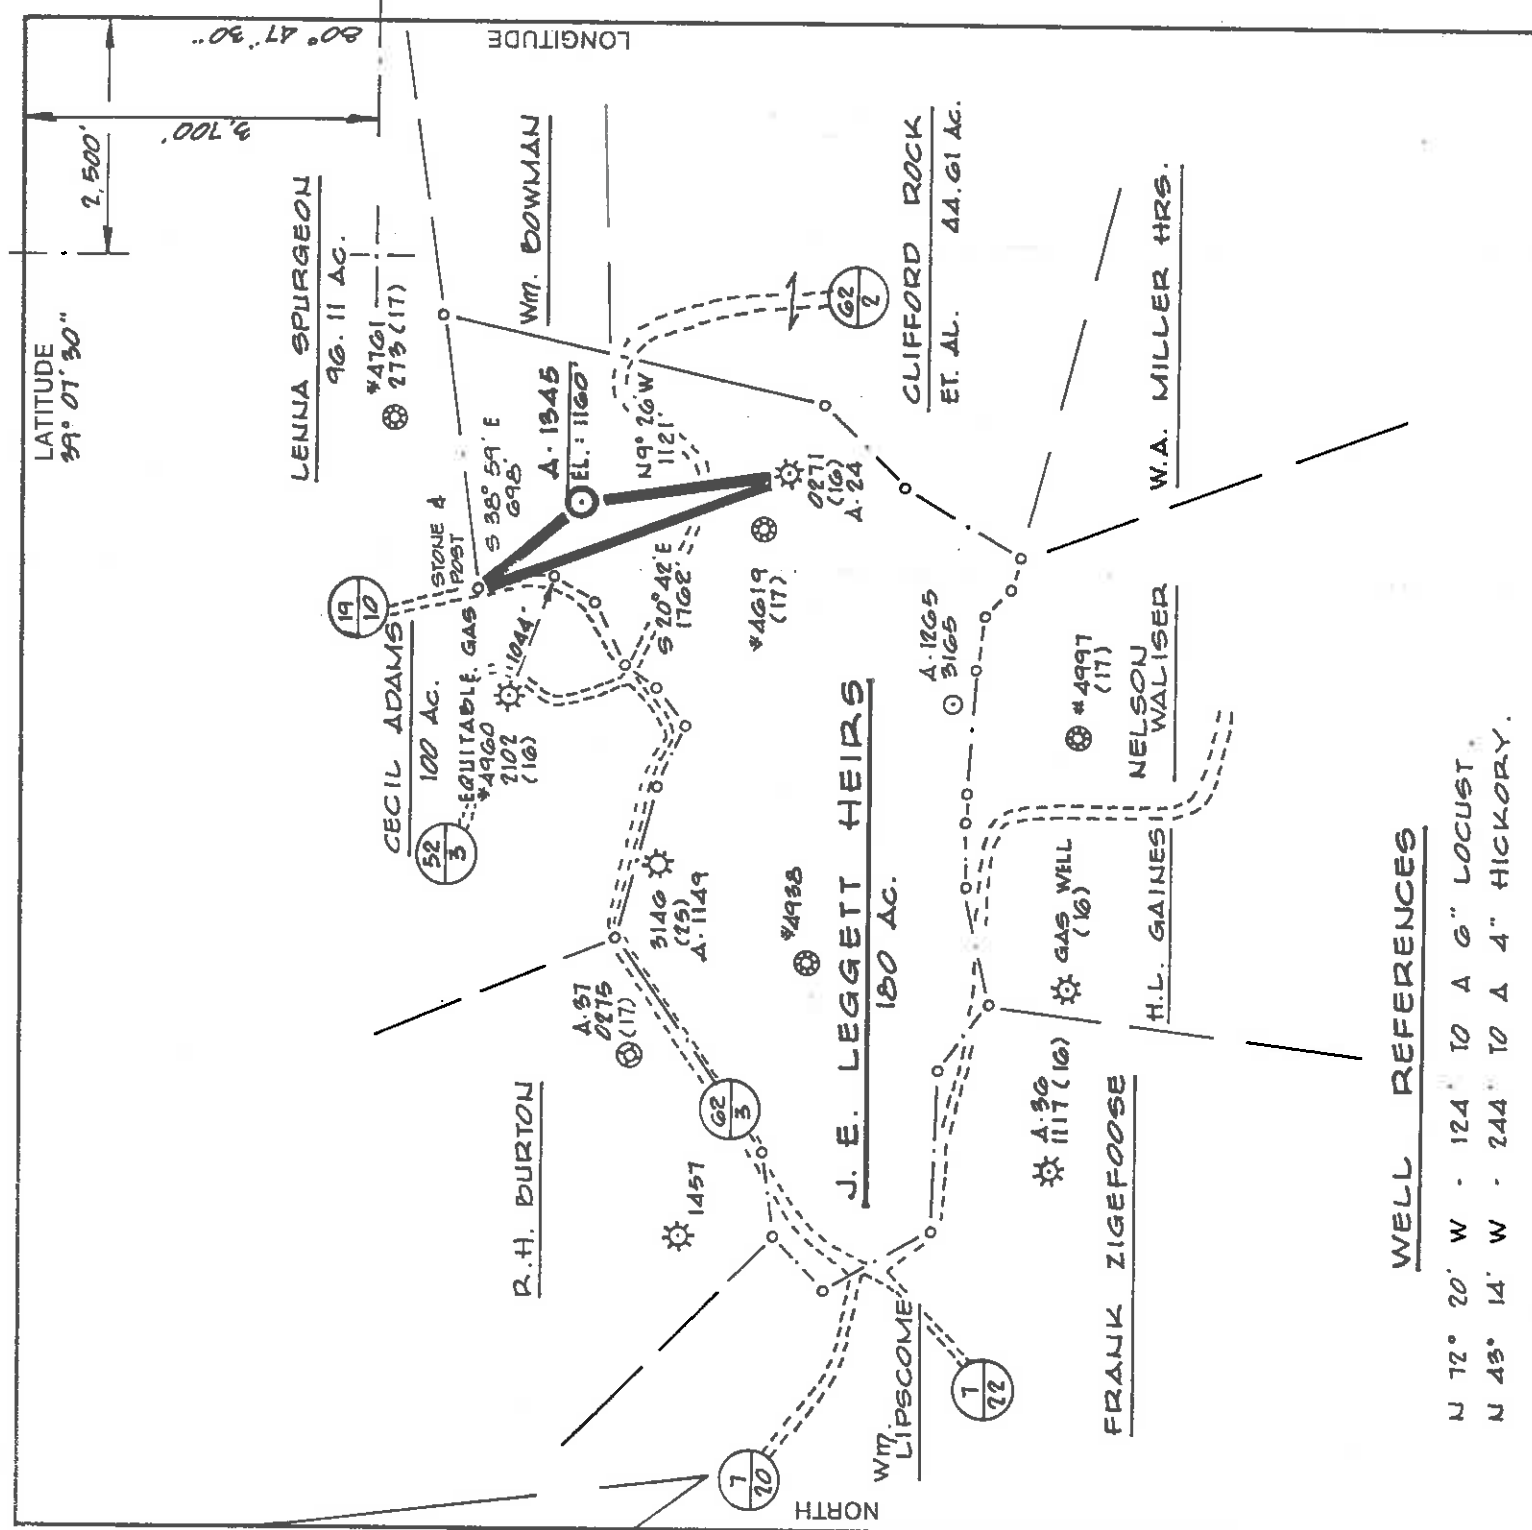 LATITUDE
39° 07' 30"
2,500'
3,700'
80° 47' 30"
LONGITUDE
LENNA SPURGEON
96.11 AC.
*4761
273 (17)
Wm. BOWMAN
CLIFFORD ROCK
ET. AL. 44.61 AC.
62
2
W.A. MILLER HRS.
A-1345
EL.: 1160'
N9° 26'W
1121'
S 38° 59' E
698'
STONE &
POST
19
10
0271
(16)
A-24
*4619
(17)
S 20° 42' E
1762'
CECIL ADAMS
100 AC.
EQUITABLE GAS
*4960
2102
(16)
1044'
52
3
A-1265
3165
*4997
(17)
NELSON
WALISER
3146
(25)
A-1149
*4938
J. E. LEGGETT HEIRS
180 AC.
GAS WELL
(16)
H.L. GAINES
A-37
0275
(17)
R.H. BURTON
62
3
1457
A-36
1117 (16)
FRANK ZIGEFOOSE
Wm.
LIPSCOME
7
22
7
20
NORTH
WELL REFERENCES
N 72° 20' W - 124' TO A 6" LOCUST.
N 43° 14' W - 244' TO A 4" HICKORY.